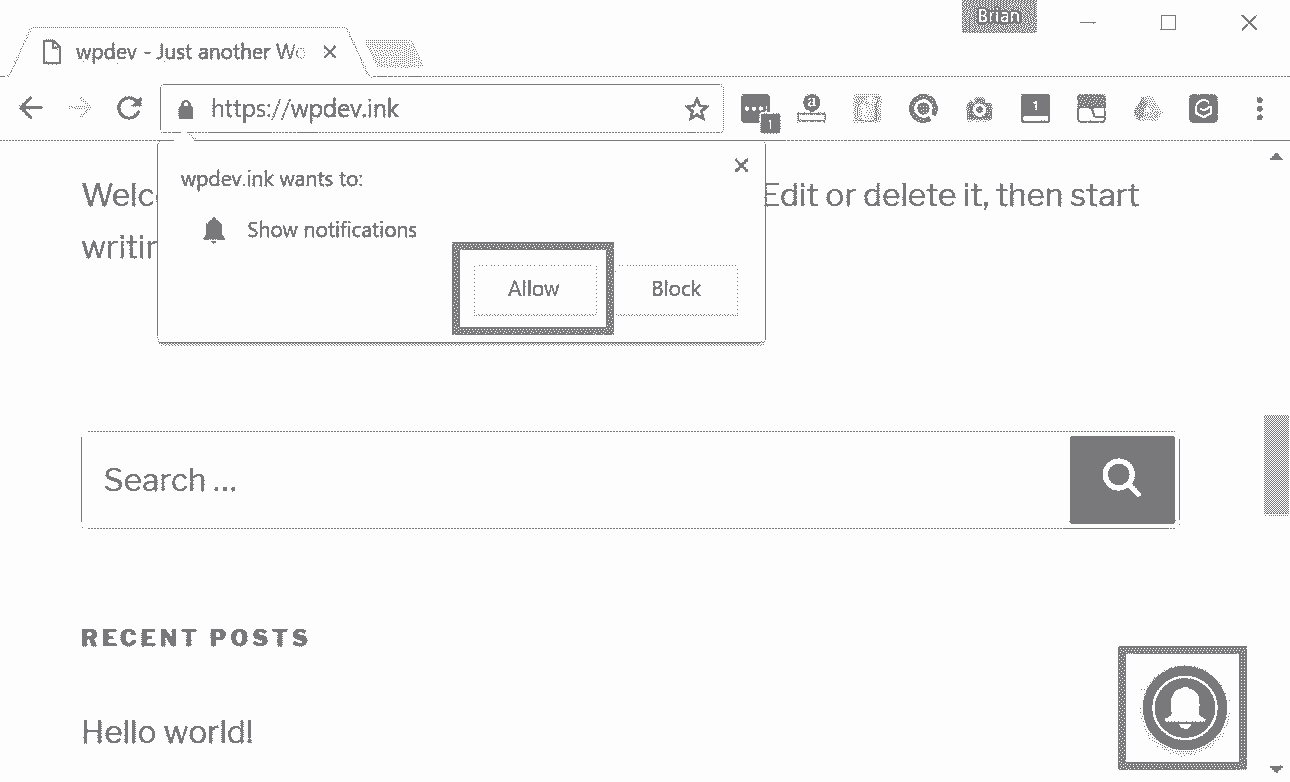 Brian
wpdev - Just another Wo
https://wpdev.ink
1
a
1
wpdev.ink wants to:
Show notifications
Allow
Block
Welc
Edit or delete it, then start
writin
Search ...
RECENT POSTS
Hello world!